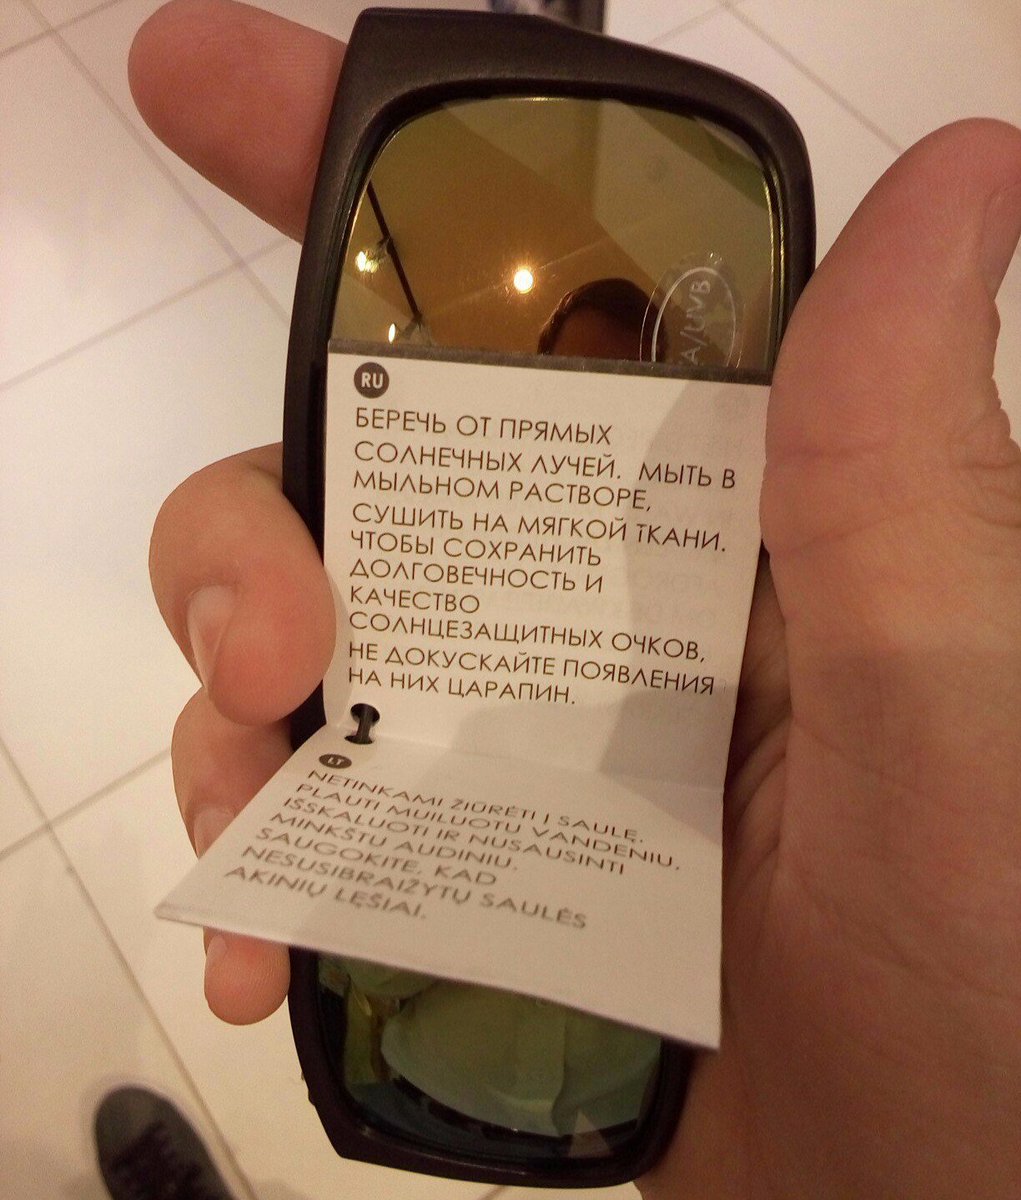 A/UVB
RU
БЕРЕЧЬ ОТ ПРЯМЫХ
СОЛНЕЧНЫХ ЛУЧЕЙ. МЫТЬ В
МЫЛЬНОМ РАСТВОРЕ,
СУШИТЬ НА МЯГКОЙ ТКАНИ.
ЧТОБЫ СОХРАНИТЬ
ДОЛГОВЕЧНОСТЬ И
КАЧЕСТВО
СОЛНЦЕЗАЩИТНЫХ ОЧКОВ,
НЕ ДОКУСКАЙТЕ ПОЯВЛЕНИЯ
НА НИХ ЦАРАПИН.
LT
NETINKAMI ŽIŪRĖTI Į SAULĘ.
PLAUTI MUILUOTU VANDENIU.
IŠSKALUOTI IR NUSAUSINTI
MINKŠTU AUDINIU.
SAUGOKITE, KAD
NESUSIBRAIŽYTŲ SAULĖS
AKINIŲ LĘŠIAI.